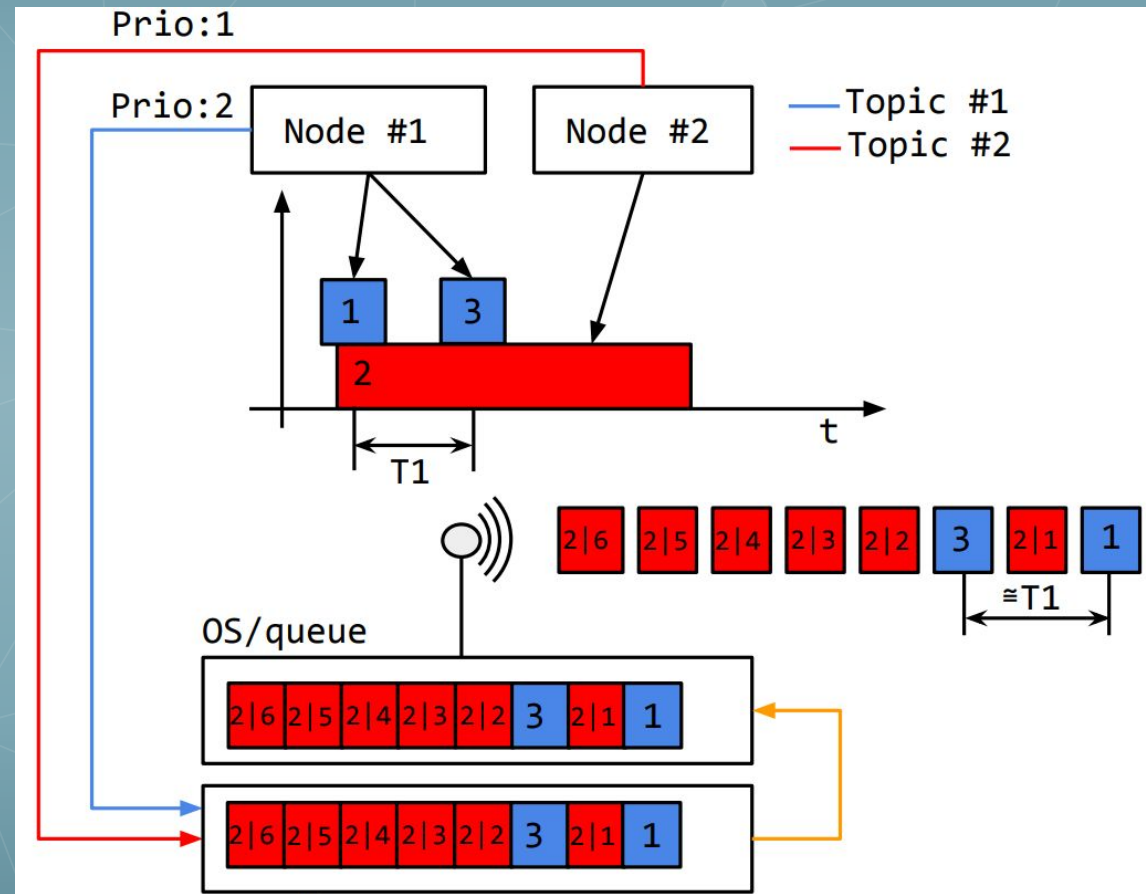 Prio:1
Prio:2
Node #1
Node #2
Topic #1
Topic #2
1
3
2
t
T1
2|6 2|5 2|4 2|3 2|2 3 2|1 1
≅T1
OS/queue
2|6 2|5 2|4 2|3 2|2 3 2|1 1
2|6 2|5 2|4 2|3 2|2 3 2|1 1